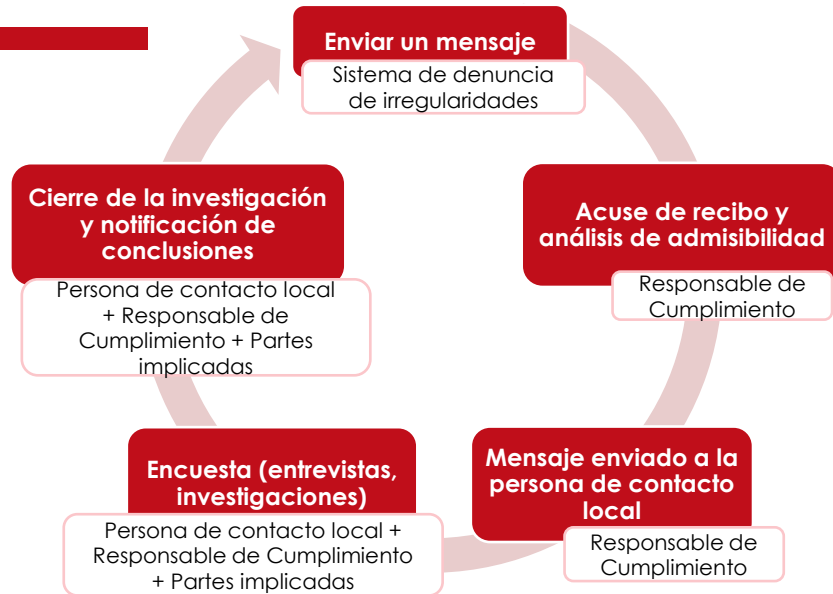 Enviar un mensaje
Sistema de denuncia
de irregularidades
Acuse de recibo y
análisis de admisibilidad
Responsable de
Cumplimiento
Mensaje enviado a la
persona de contacto
local
Responsable de
Cumplimiento
Encuesta (entrevistas,
investigaciones)
Persona de contacto local +
Responsable de Cumplimiento
+ Partes implicadas
Cierre de la investigación
y notificación de
conclusiones
Persona de contacto local
+ Responsable de
Cumplimiento + Partes
implicadas